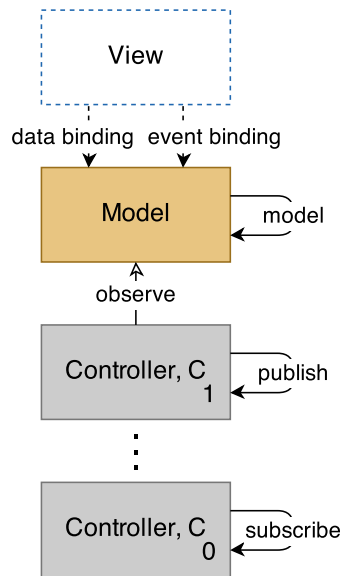 View
data binding event binding
Model
model
observe
Controller, C
1
publish
Controller, C
0
subscribe